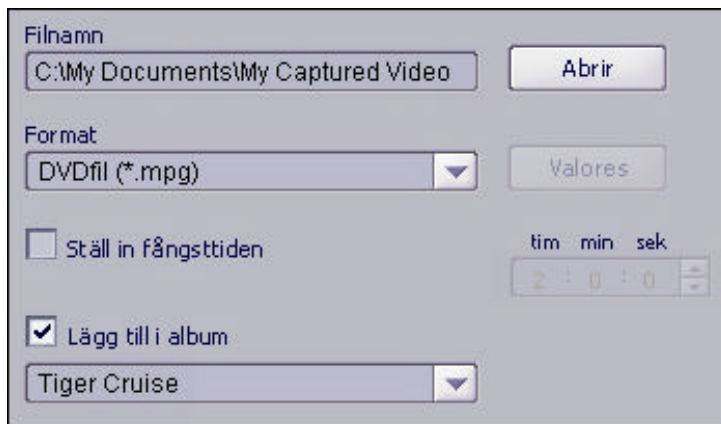 Filnamn
C:\My Documents\My Captured Video
Abrir
Format
DVDfil (*.mpg)
Valores
Ställ in fångsttiden
tim min sek
2 : 0 : 0
Lägg till i album
Tiger Cruise